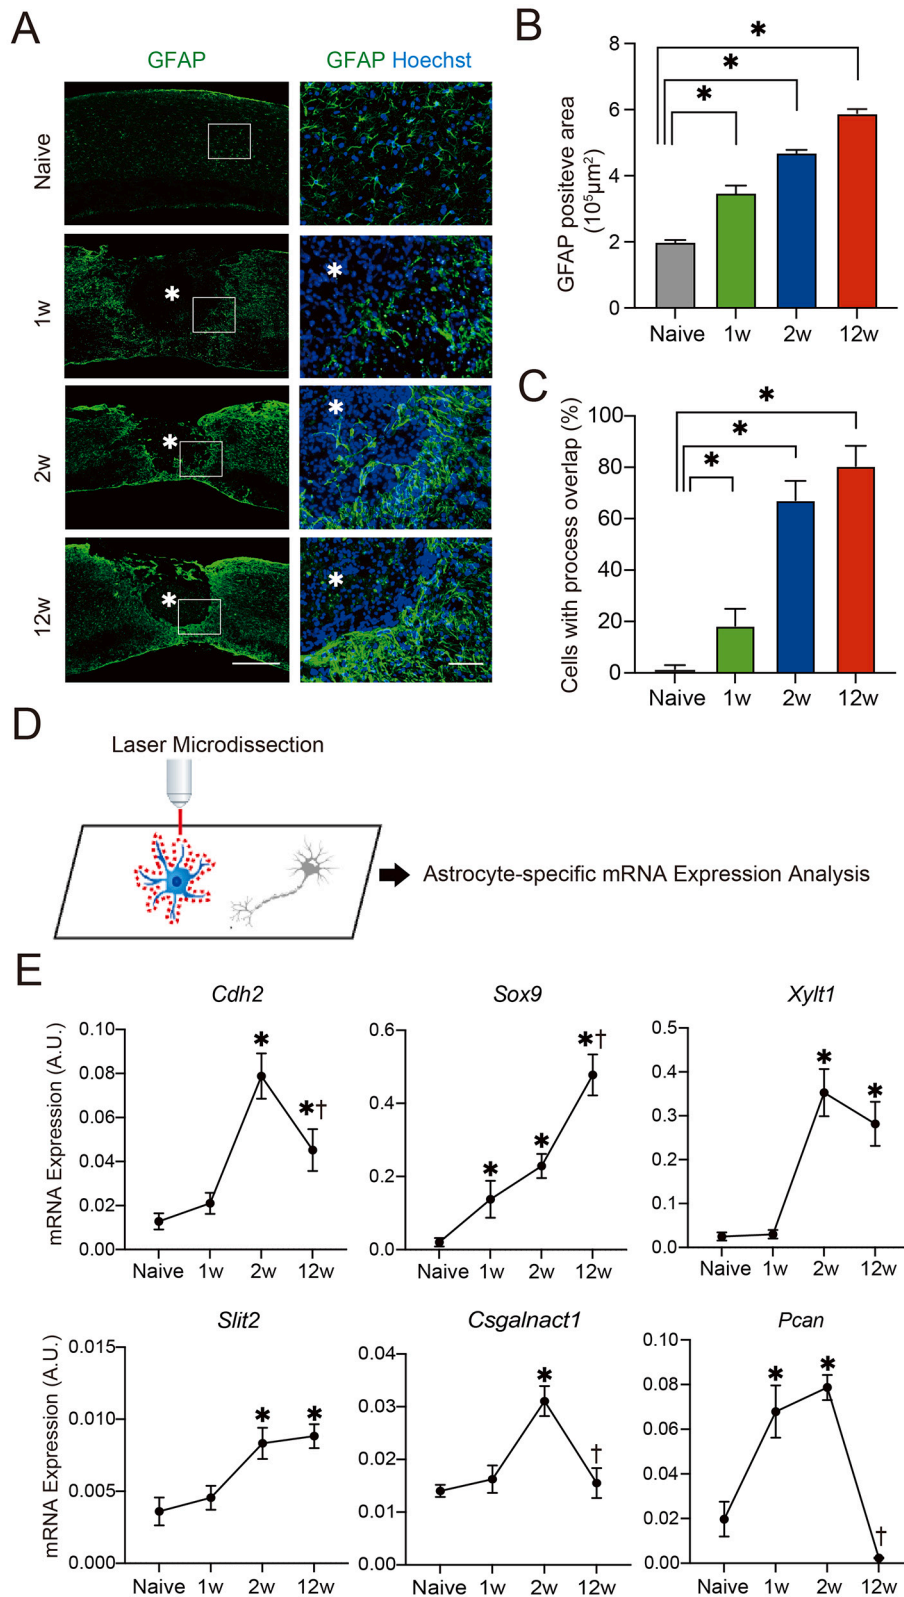 A
GFAP
GFAP Hoechst
Naive
1w
*
*
2w
*
*
12w
*
*
B
GFAP positeve area
(10⁵μm²)
8
6
4
2
0
*
*
*
Naive 1w 2w 12w
C
Cells with process overlap (%)
100
80
60
40
20
0
*
*
*
Naive 1w 2w 12w
D
Laser Microdissection
Astrocyte-specific mRNA Expression Analysis
E
Cdh2
mRNA Expression (A.U.)
0.10
0.08
0.06
0.04
0.02
0.00
*
*†
Naive 1w 2w 12w
Sox9
0.6
0.4
0.2
0.0
*
*
*†
Naive 1w 2w 12w
Xylt1
0.5
0.4
0.3
0.2
0.1
0.0
*
*
Naive 1w 2w 12w
Slit2
mRNA Expression (A.U.)
0.015
0.010
0.005
0.000
*
*
Naive 1w 2w 12w
Csgalnact1
0.04
0.03
0.02
0.01
0.00
*
†
Naive 1w 2w 12w
Pcan
0.10
0.08
0.06
0.04
0.02
0.00
*
*
†
Naive 1w 2w 12w